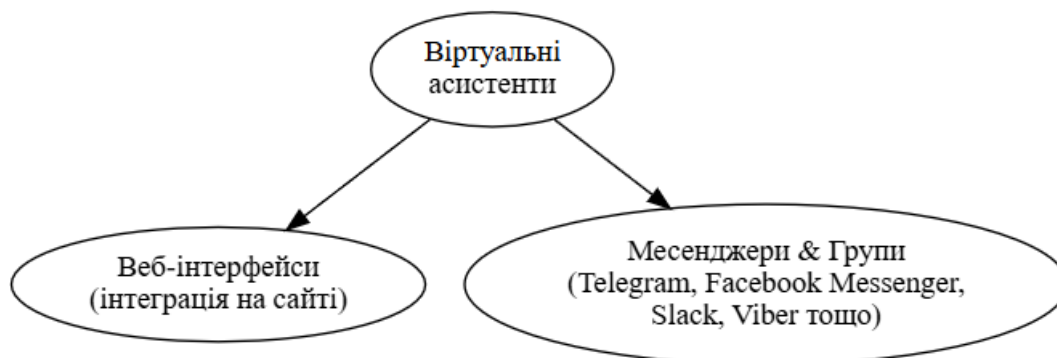 Віртуальні
асистенти
Веб-інтерфейси
(інтеграція на сайті)
Месенджери & Групи
(Telegram, Facebook Messenger,
Slack, Viber тощо)